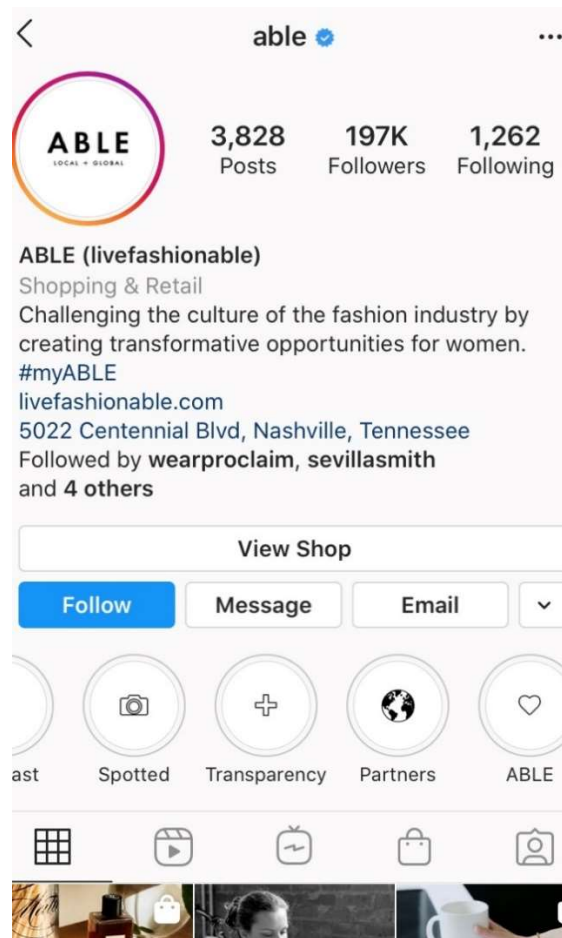 able
ABLE
LOCAL + GLOBAL
3,828 197K 1,262
Posts Followers Following
ABLE (livefashionable)
Shopping & Retail
Challenging the culture of the fashion industry by
creating transformative opportunities for women.
#myABLE
livefashionable.com
5022 Centennial Blvd, Nashville, Tennessee
Followed by wearproclaim, sevillasmith
and 4 others
View Shop
Follow Message Email
ast Spotted Transparency Partners ABLE